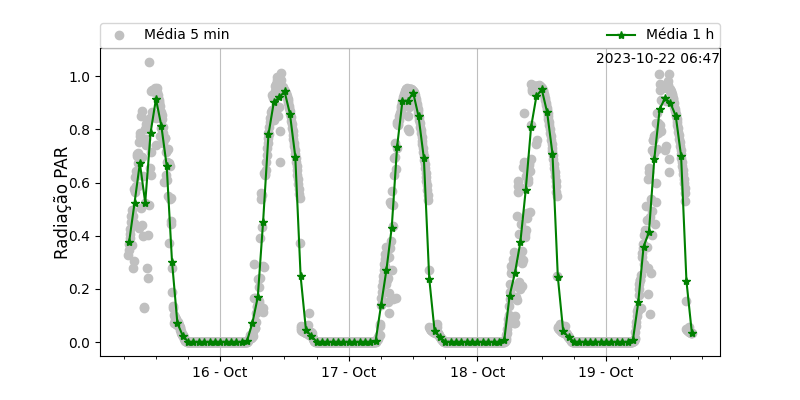 Média 5 min
Média 1 h
2023-10-22 06:47
Radiação PAR
1.0
0.8
0.6
0.4
0.2
0.0
16 - Oct
17 - Oct
18 - Oct
19 - Oct